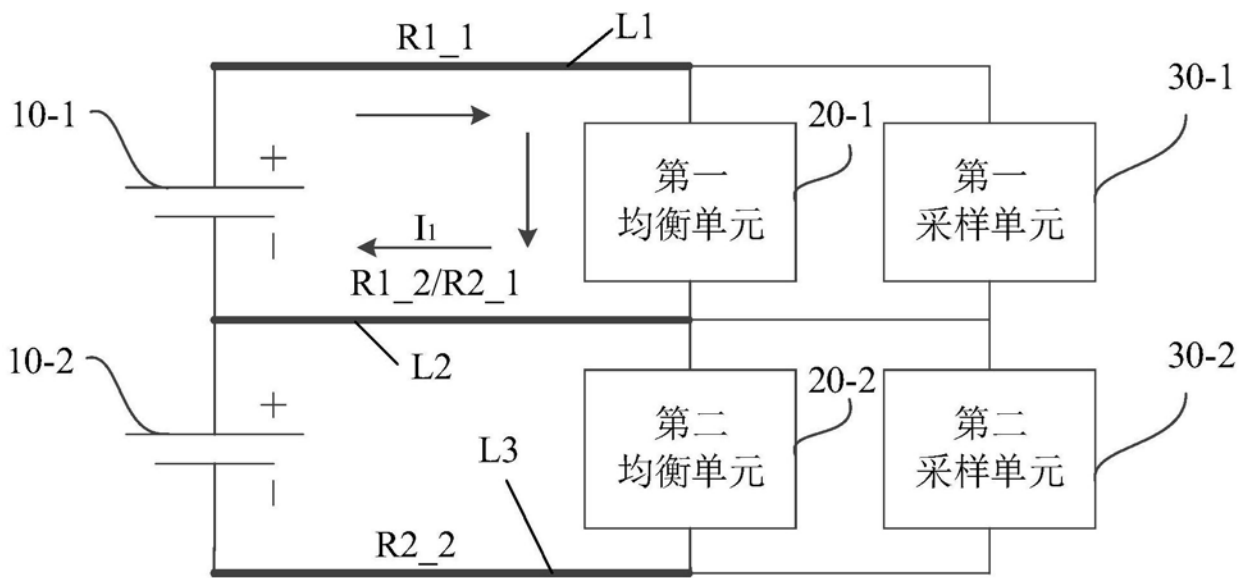 R1_1
L1
10-1
20-1
30-1
+
第一
均衡单元
第一
采样单元
I₁
R1_2/R2_1
10-2
L2
20-2
30-2
+
第二
均衡单元
第二
采样单元
L3
R2_2